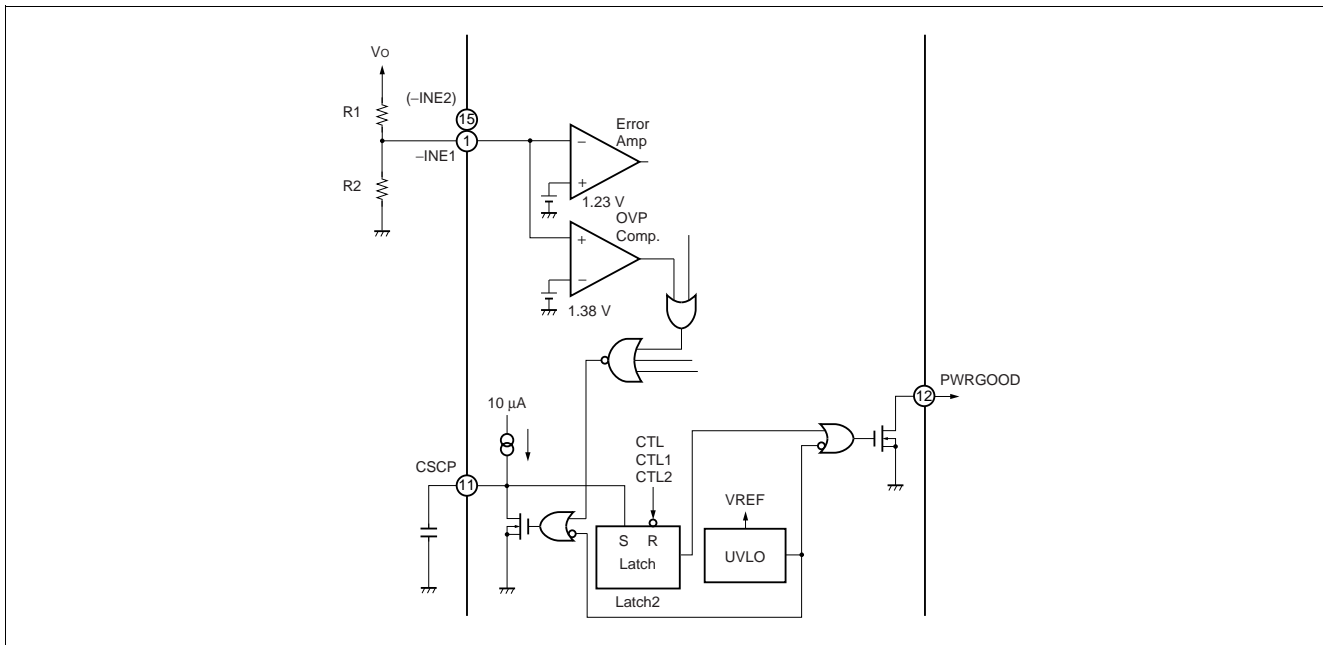 Vo
(−INE2)
R1
15
1
−INE1
R2
Error
Amp
−
+
1.23 V
OVP
Comp.
+
−
1.38 V
PWRGOOD
12
10 µA
CTL
CTL1
CTL2
CSCP
11
VREF
S R
Latch
UVLO
Latch2